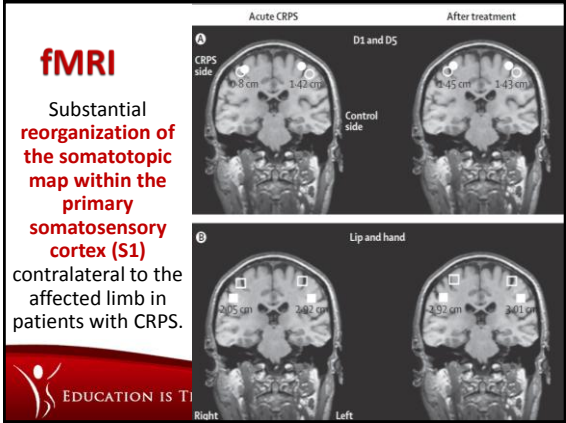 fMRI
Substantial
reorganization of
the somatotopic
map within the
primary
somatosensory
cortex (S1)
contralateral to the
affected limb in
patients with CRPS.
EDUCATION IS
Acute CRPS
After treatment
A
D1 and D5
CRPS
side
0·8 cm
1·42 cm
1·45 cm
1·43 cm
Control
side
B
Lip and hand
2·05 cm
2·92 cm
2·92 cm
3·01 cm
Right
Left